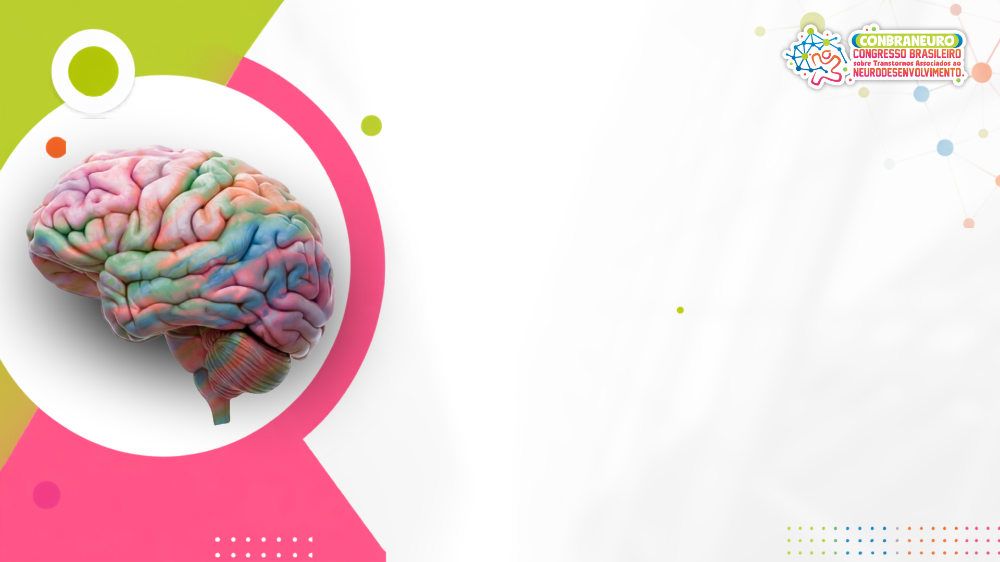 CONBRANEURO
CONGRESSO BRASILEIRO
sobre Transtornos Associados ao
NEURODESENVOLVIMENTO